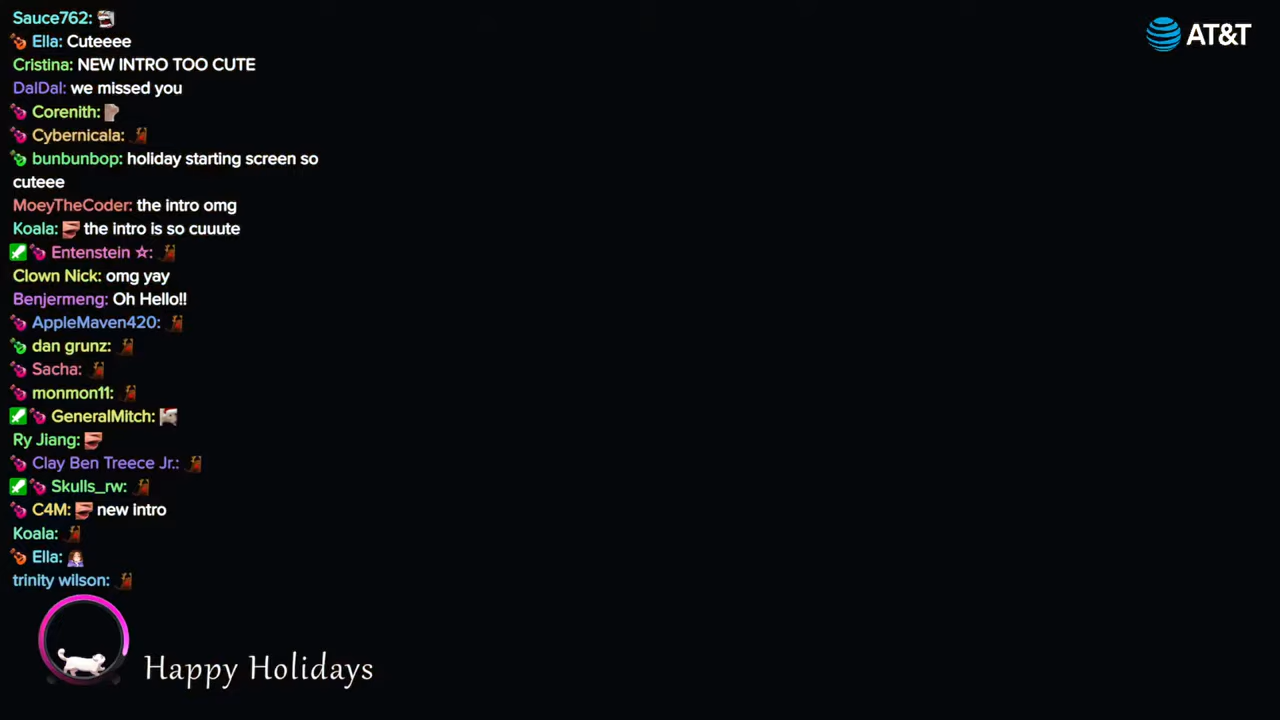 Sauce762:
AT&T
Ella: Cuteeee
Cristina: NEW INTRO TOO CUTE
DalDal: we missed you
Corenith:
Cybernicala:
bunbunbop: holiday starting screen so
cuteee
MoeyTheCoder: the intro omg
Koala: the intro is so cuuute
Entenstein ☆:
Clown Nick: omg yay
Benjermeng: Oh Hello!!
AppleMaven420:
dan grunz:
Sacha:
monmon11:
GeneralMitch:
Ry Jiang:
Clay Ben Treece Jr.:
Skulls_rw:
C4M: new intro
Koala:
Ella:
trinity wilson:
Happy Holidays